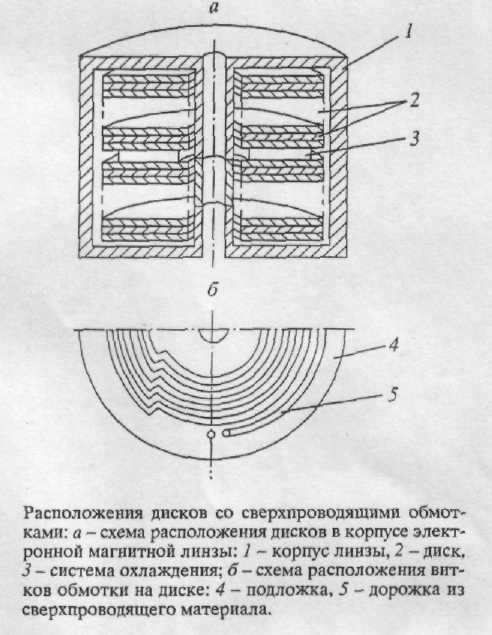 а
1
2
3
б
4
5
Расположения дисков со сверхпроводящими обмот-
ками: а – схема расположения дисков в корпусе элект-
ронной магнитной линзы: 1 – корпус линзы, 2 – диск,
3 – система охлаждения; б – схема расположения вит-
ков обмотки на диске: 4 – подложка, 5 – дорожка из
сверхпроводящего материала.